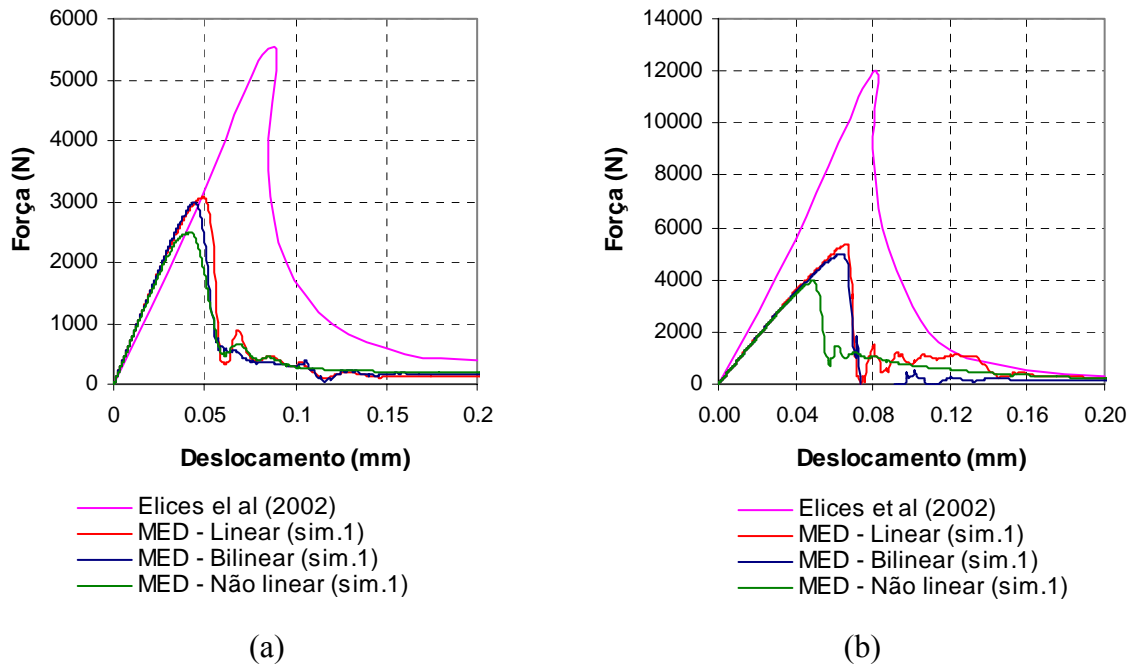 6000
5000
4000
3000
2000
1000
0
Força (N)
0
0.05
0.1
0.15
0.2
Deslocamento (mm)
Elices el al (2002)
MED - Linear (sim.1)
MED - Bilinear (sim.1)
MED - Não linear (sim.1)
(a)
14000
12000
10000
8000
6000
4000
2000
0
Força (N)
0.00
0.04
0.08
0.12
0.16
0.20
Deslocamento (mm)
Elices et al (2002)
MED - Linear (sim.1)
MED - Bilinear (sim.1)
MED - Não linear (sim.1)
(b)